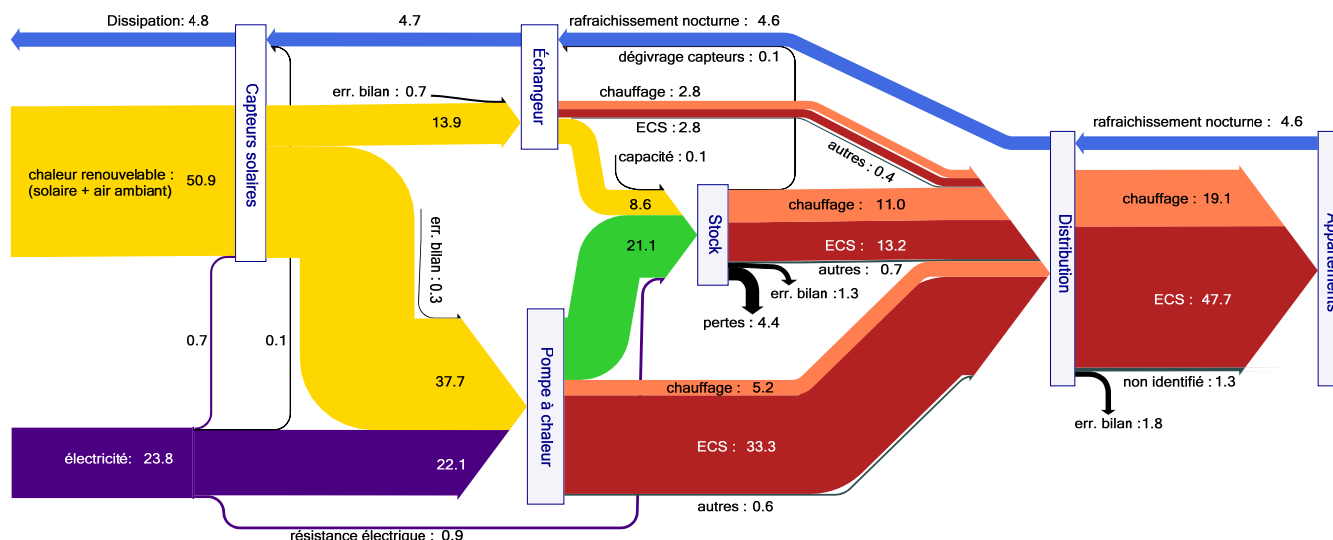 Dissipation: 4.8
4.7
rafraichissement nocturne : 4.6
dégivrage capteurs : 0.1
err. bilan : 0.7
chauffage : 2.8
13.9
ECS : 2.8
rafraichissement nocturne : 4.6
autres : 0.4
capacité : 0.1
chaleur renouvelable :
(solaire + air ambiant)
50.9
Capteurs solaires
Échangeur
8.6
chauffage : 11.0
chauffage : 19.1
err. bilan : 0.3
21.1
Stock
ECS : 13.2
autres : 0.7
Distribution
Appartements
err. bilan :1.3
pertes : 4.4
ECS : 47.7
0.7
0.1
37.7
Pompe à chaleur
chauffage : 5.2
non identifié : 1.3
err. bilan :1.8
électricité: 23.8
22.1
ECS : 33.3
autres : 0.6
résistance électrique : 0.9